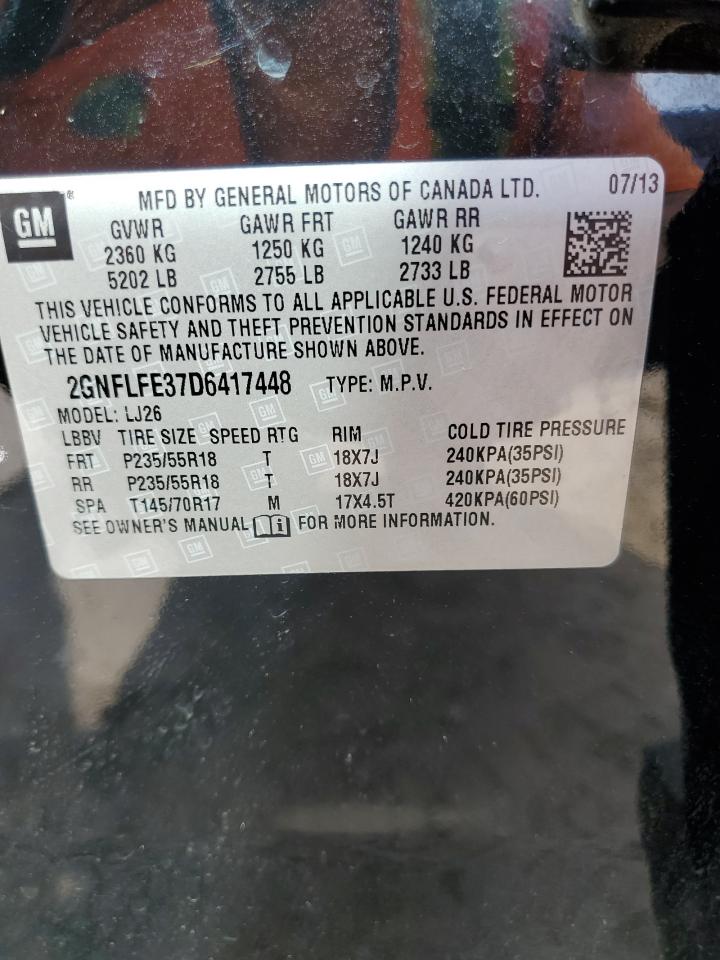 GM® MFD BY GENERAL MOTORS OF CANADA LTD. 07/13
GVWR GAWR FRT GAWR RR
2360 KG 1250 KG 1240 KG
5202 LB 2755 LB 2733 LB
THIS VEHICLE CONFORMS TO ALL APPLICABLE U.S. FEDERAL MOTOR
VEHICLE SAFETY AND THEFT PREVENTION STANDARDS IN EFFECT ON
THE DATE OF MANUFACTURE SHOWN ABOVE.
2GNFLFE37D6417448 TYPE: M.P.V.
MODEL: LJ26
LBBV TIRE SIZE SPEED RTG RIM COLD TIRE PRESSURE
FRT P235/55R18 T 18X7J 240KPA(35PSI)
RR P235/55R18 T 18X7J 240KPA(35PSI)
SPA T145/70R17 M 17X4.5T 420KPA(60PSI)
SEE OWNER'S MANUAL FOR MORE INFORMATION.